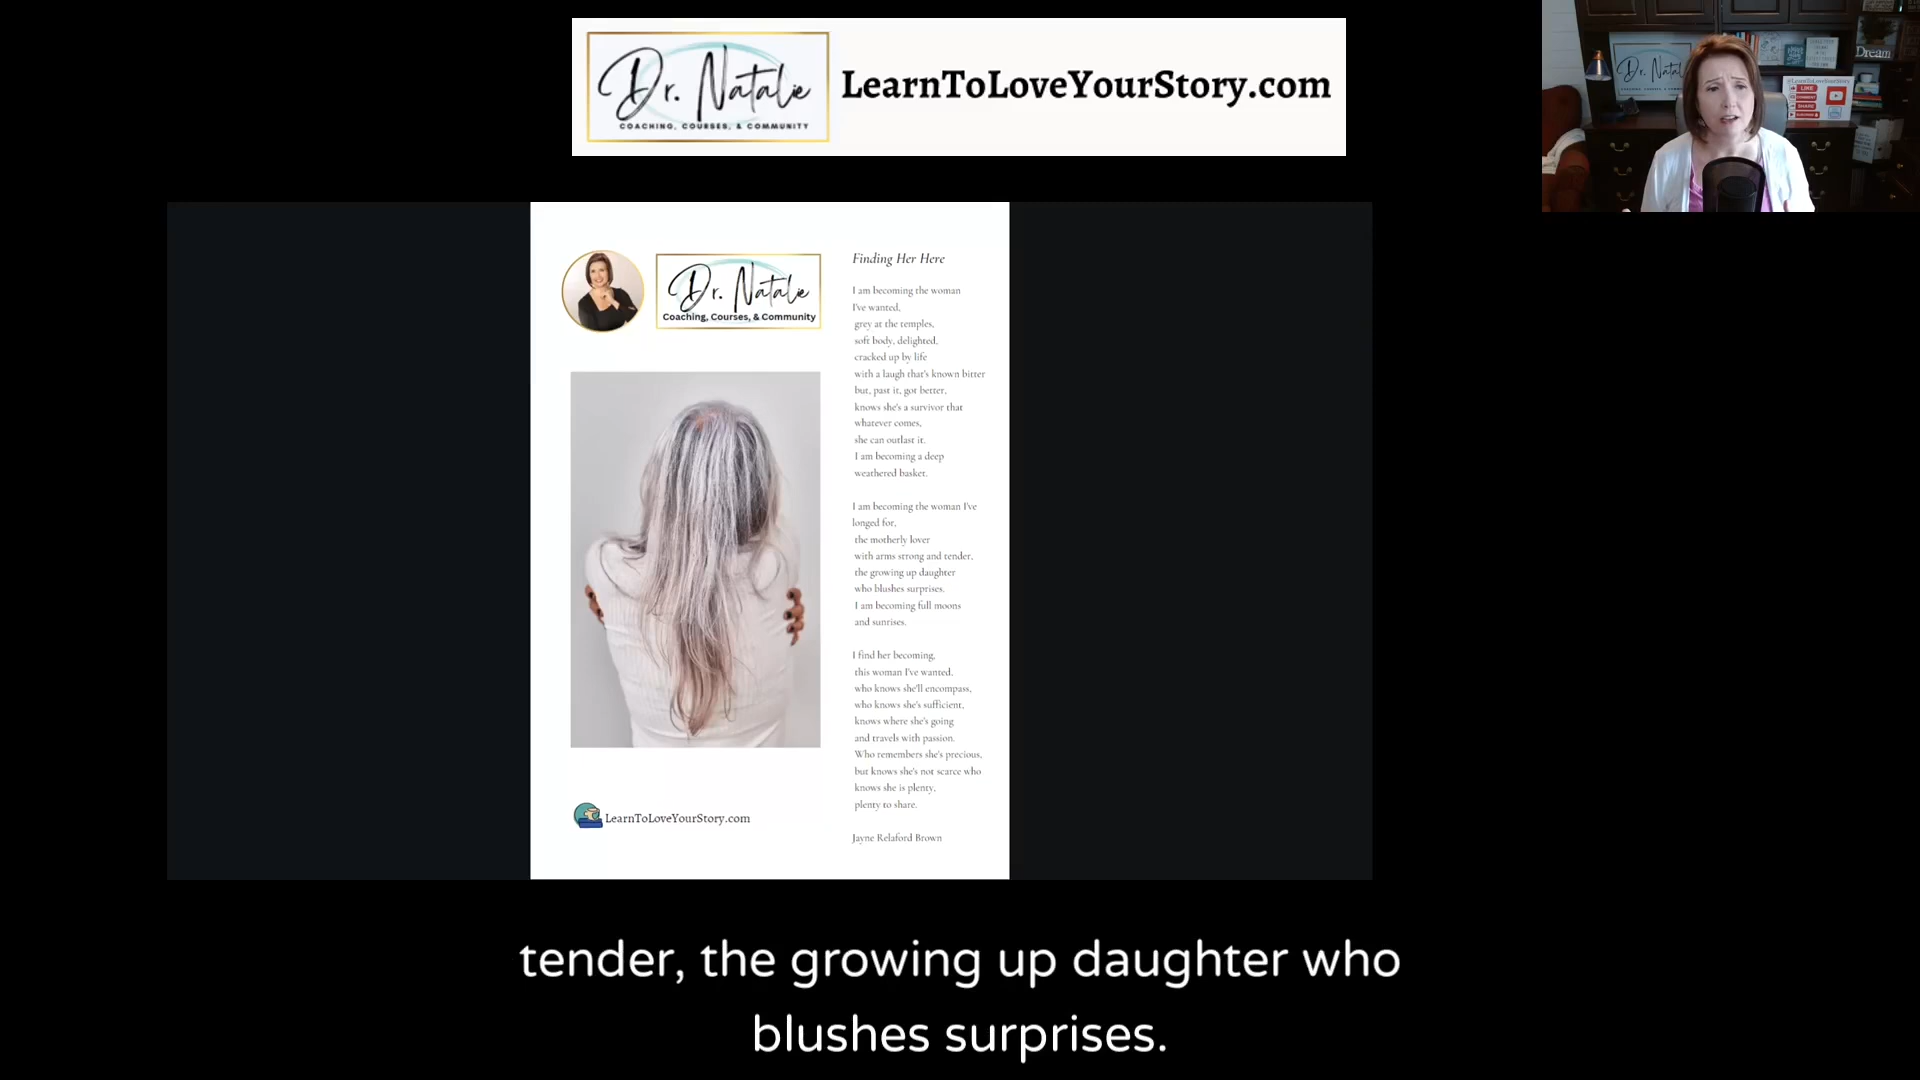 Dr. Natalie
COACHING, COURSES, & COMMUNITY
LearnToLoveYourStory.com
Dream
Dr. Natalie
Coaching, Courses, & Community
Finding Her Here
I am becoming the woman
I've wanted,
grey at the temples,
soft body, delighted,
cracked up by life
with a laugh that's known bitter
but, past it, got better,
knows she's a survivor that
whatever comes,
she can outlast it.
I am becoming a deep
weathered basket.
I am becoming the woman I've
longed for,
the motherly lover
with arms strong and tender,
the growing up daughter
who blushes surprises.
I am becoming full moons
and sunrises.
I find her becoming,
this woman I've wanted,
who knows she'll encompass,
who knows she's sufficient,
knows where she's going
and travels with passion.
Who remembers she's precious,
but knows she's not scarce who
knows she is plenty,
plenty to share.
Jayne Relaford Brown
LearnToLoveYourStory.com
LIKE
SHARE
tender, the growing up daughter who
blushes surprises.